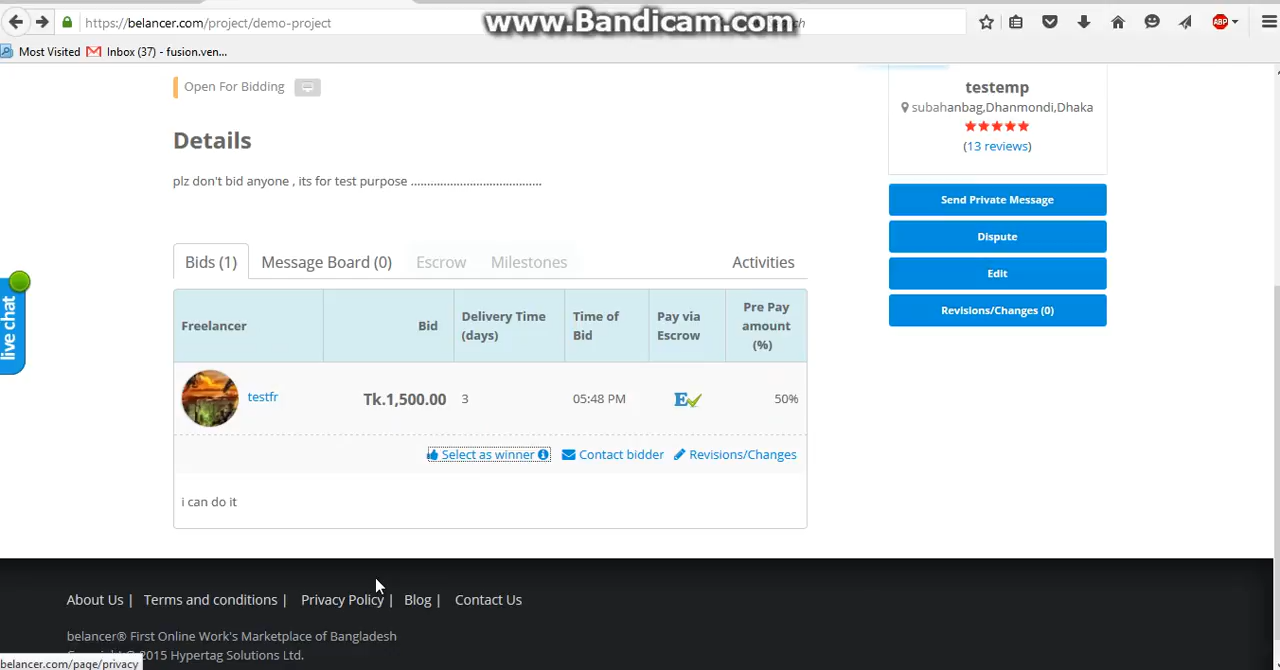 https://belancer.com/project/demo-project
www.Bandicam.com
ABP
Most Visited
Inbox (37) - fusion.ven...
Open For Bidding
testemp
subahanbag,Dhanmondi,Dhaka
(13 reviews)
Details
plz don't bid anyone , its for test purpose .......................................
Send Private Message
Dispute
Edit
Revisions/Changes (0)
live chat
Bids (1)
Message Board (0)
Escrow
Milestones
Activities
Freelancer
Bid
Delivery Time
(days)
Time of
Bid
Pay via
Escrow
Pre Pay
amount
(%)
testfr
Tk.1,500.00
3
05:48 PM
E
50%
Select as winner
Contact bidder
Revisions/Changes
i can do it
About Us |
Terms and conditions |
Privacy Policy |
Blog |
Contact Us
belancer® First Online Work's Marketplace of Bangladesh
2015 Hypertag Solutions Ltd.
belancer.com/page/privacy